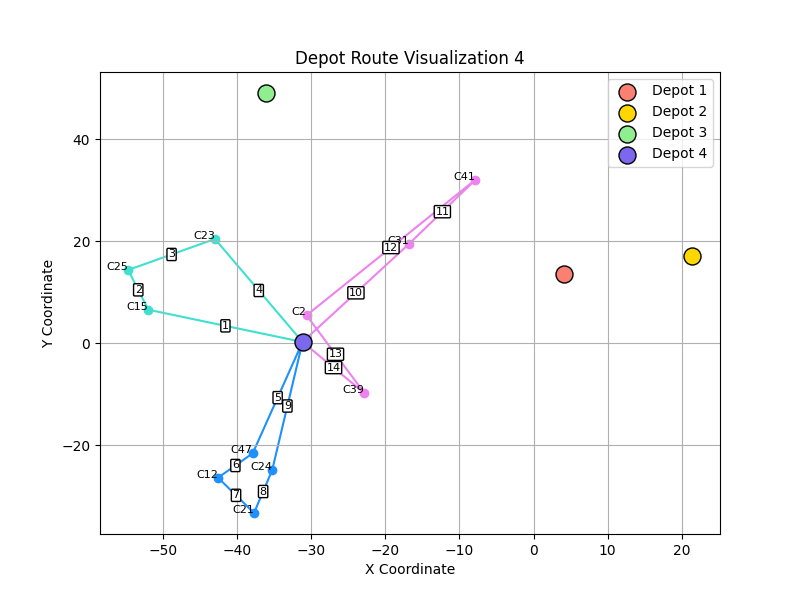 Depot Route Visualization 4
Depot 1
Depot 2
Depot 3
Depot 4
Y Coordinate
40
20
0
−20
C41
11
C23
C31
12
3
C25
2
4
10
C15
C2
1
13
14
C39
5
9
C47
6
C24
C12
8
7
C21
−50
−40
−30
−20
−10
0
10
20
X Coordinate